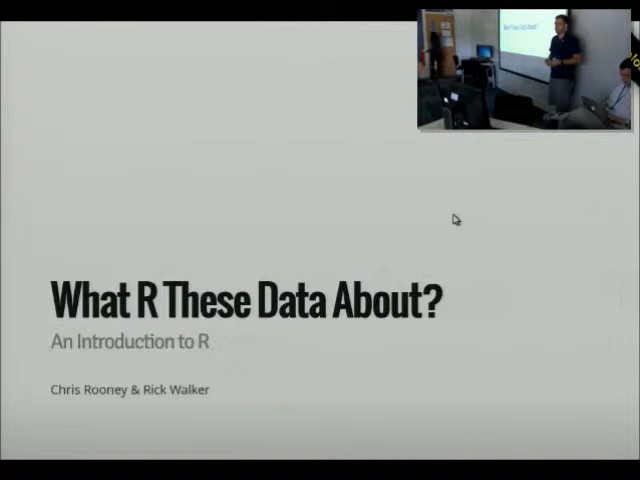 What R These Data About?
An Introduction to R
Chris Rooney & Rick Walker